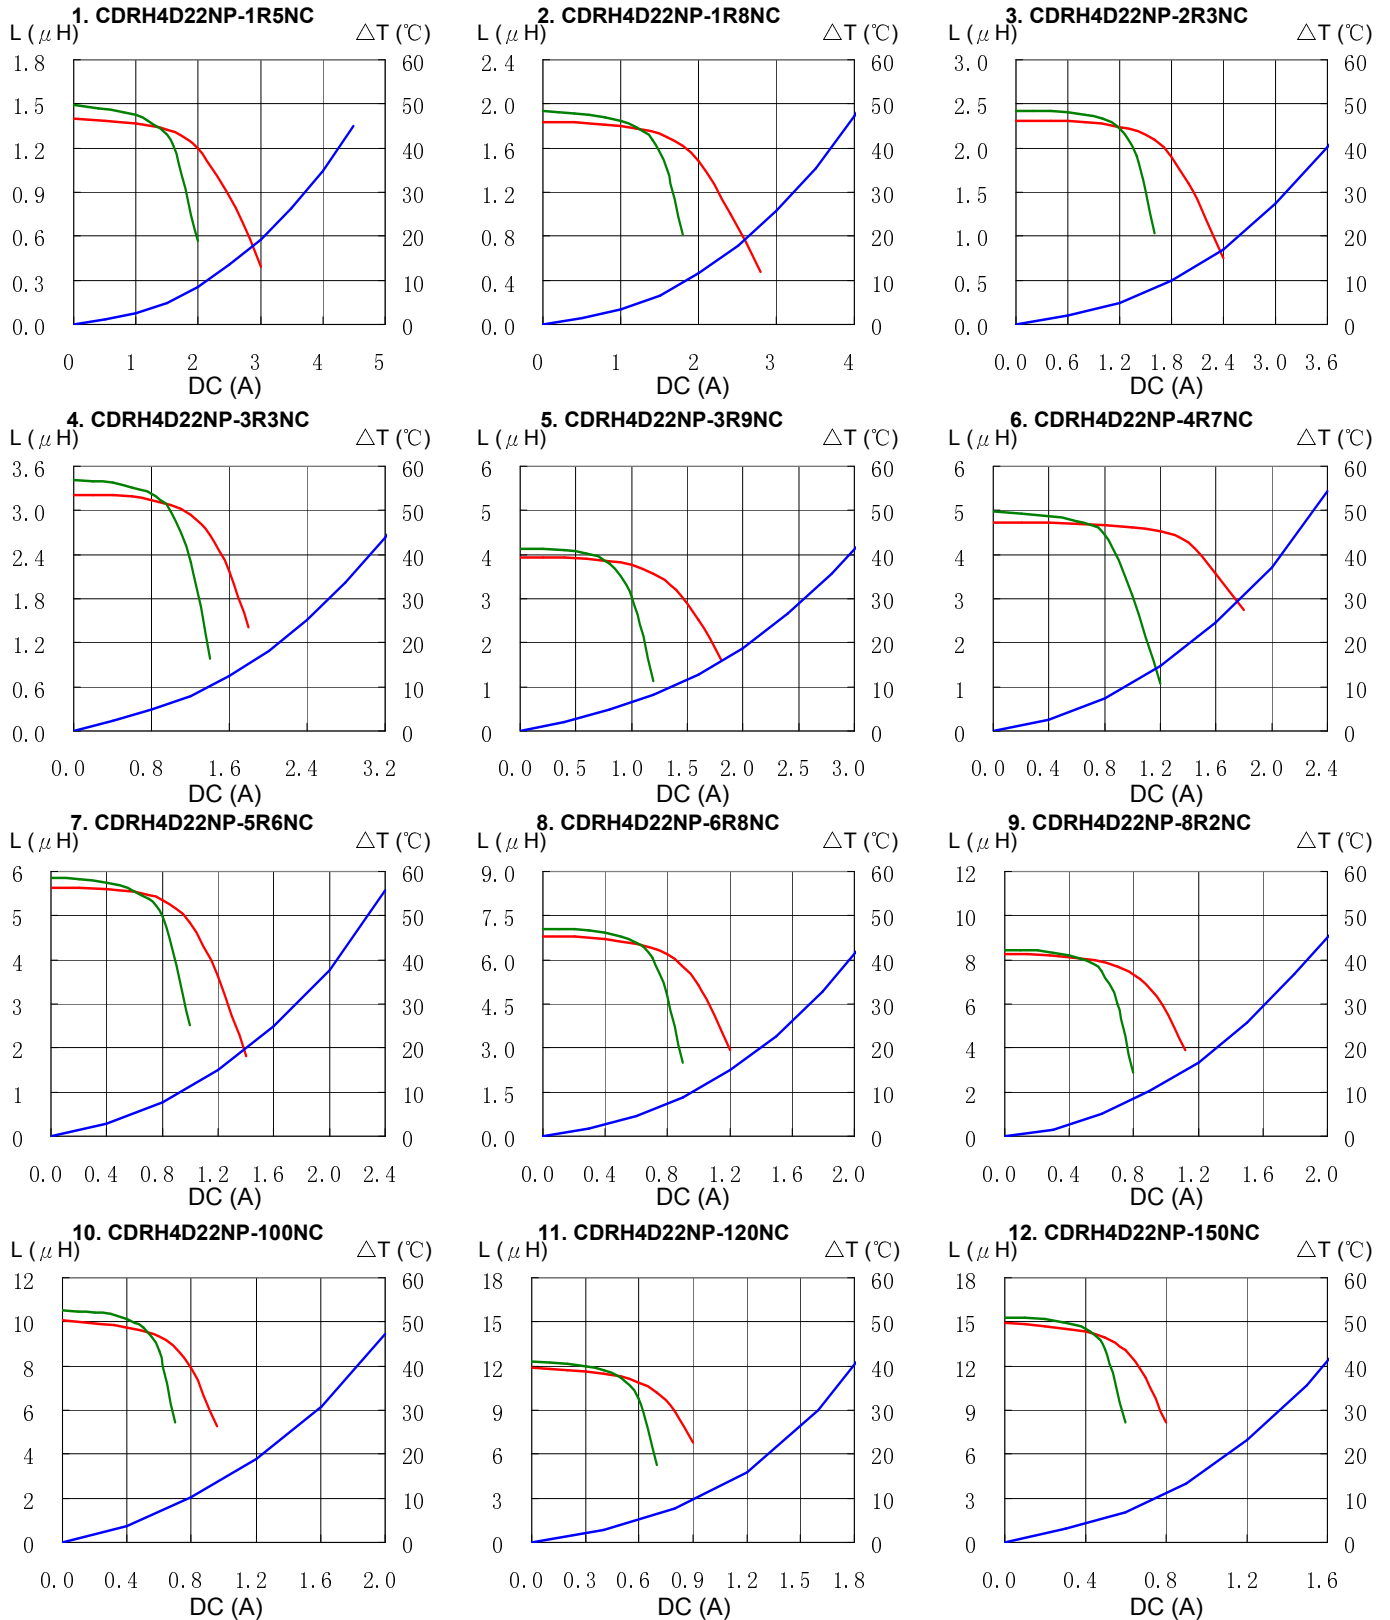 1. CDRH4D22NP-1R5NC
L (μH) △T (℃)
1.8 60
1.5 50
1.2 40
0.9 30
0.6 20
0.3 10
0.0 0
0 1 2 3 4 5
DC (A)
2. CDRH4D22NP-1R8NC
L (μH) △T (℃)
2.4 60
2.0 50
1.6 40
1.2 30
0.8 20
0.4 10
0.0 0
0 1 2 3 4
DC (A)
3. CDRH4D22NP-2R3NC
L (μH) △T (℃)
3.0 60
2.5 50
2.0 40
1.5 30
1.0 20
0.5 10
0.0 0
0.0 0.6 1.2 1.8 2.4 3.0 3.6
DC (A)
4. CDRH4D22NP-3R3NC
L (μH) △T (℃)
3.6 60
3.0 50
2.4 40
1.8 30
1.2 20
0.6 10
0.0 0
0.0 0.8 1.6 2.4 3.2
DC (A)
5. CDRH4D22NP-3R9NC
L (μH) △T (℃)
6 60
5 50
4 40
3 30
2 20
1 10
0 0
0.0 0.5 1.0 1.5 2.0 2.5 3.0
DC (A)
6. CDRH4D22NP-4R7NC
L (μH) △T (℃)
6 60
5 50
4 40
3 30
2 20
1 10
0 0
0.0 0.4 0.8 1.2 1.6 2.0 2.4
DC (A)
7. CDRH4D22NP-5R6NC
L (μH) △T (℃)
6 60
5 50
4 40
3 30
2 20
1 10
0 0
0.0 0.4 0.8 1.2 1.6 2.0 2.4
DC (A)
8. CDRH4D22NP-6R8NC
L (μH) △T (℃)
9.0 60
7.5 50
6.0 40
4.5 30
3.0 20
1.5 10
0.0 0
0.0 0.4 0.8 1.2 1.6 2.0
DC (A)
9. CDRH4D22NP-8R2NC
L (μH) △T (℃)
12 60
10 50
8 40
6 30
4 20
2 10
0 0
0.0 0.4 0.8 1.2 1.6 2.0
DC (A)
10. CDRH4D22NP-100NC
L (μH) △T (℃)
12 60
10 50
8 40
6 30
4 20
2 10
0 0
0.0 0.4 0.8 1.2 1.6 2.0
DC (A)
11. CDRH4D22NP-120NC
L (μH) △T (℃)
18 60
15 50
12 40
9 30
6 20
3 10
0 0
0.0 0.3 0.6 0.9 1.2 1.5 1.8
DC (A)
12. CDRH4D22NP-150NC
L (μH) △T (℃)
18 60
15 50
12 40
9 30
6 20
3 10
0 0
0.0 0.4 0.8 1.2 1.6
DC (A)